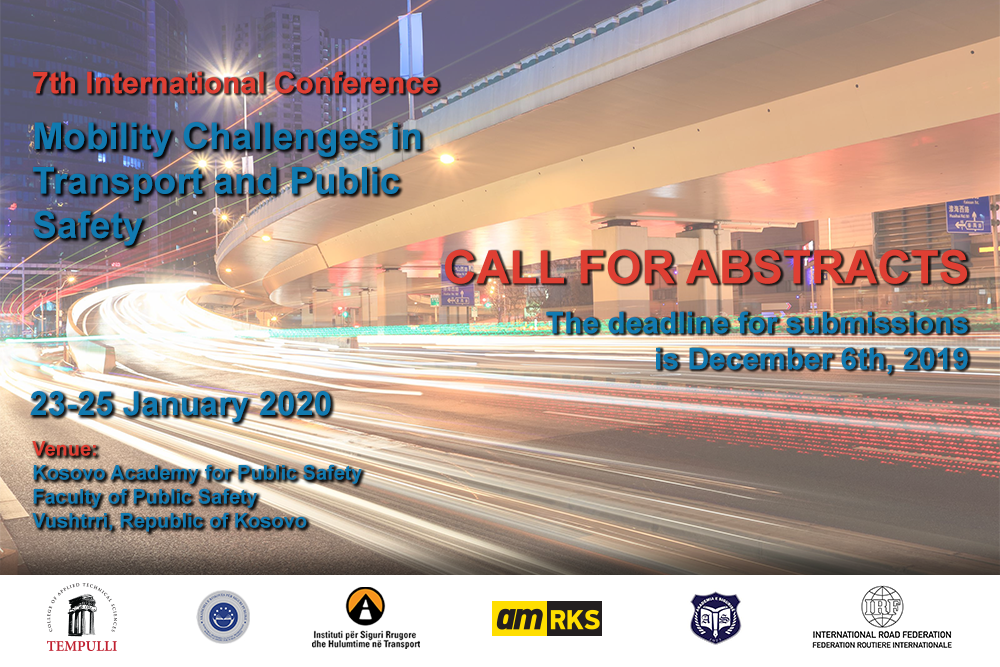 7th International Conference
Mobility Challenges in
Transport and Public
Safety
CALL FOR ABSTRACTS
The deadline for submissions
is December 6th, 2019
23-25 January 2020
Venue:
Kosovo Academy for Public Safety
Faculty of Public Safety
Vushtrri, Republic of Kosovo
COLLEGE OF APPLIED TECHNICAL SCIENCES
TEMPULLI
Instituti për Siguri Rrugore
dhe Hulumtime në Transport
am RKS
AS
IRF
INTERNATIONAL ROAD FEDERATION
FEDERATION ROUTIERE INTERNATIONALE